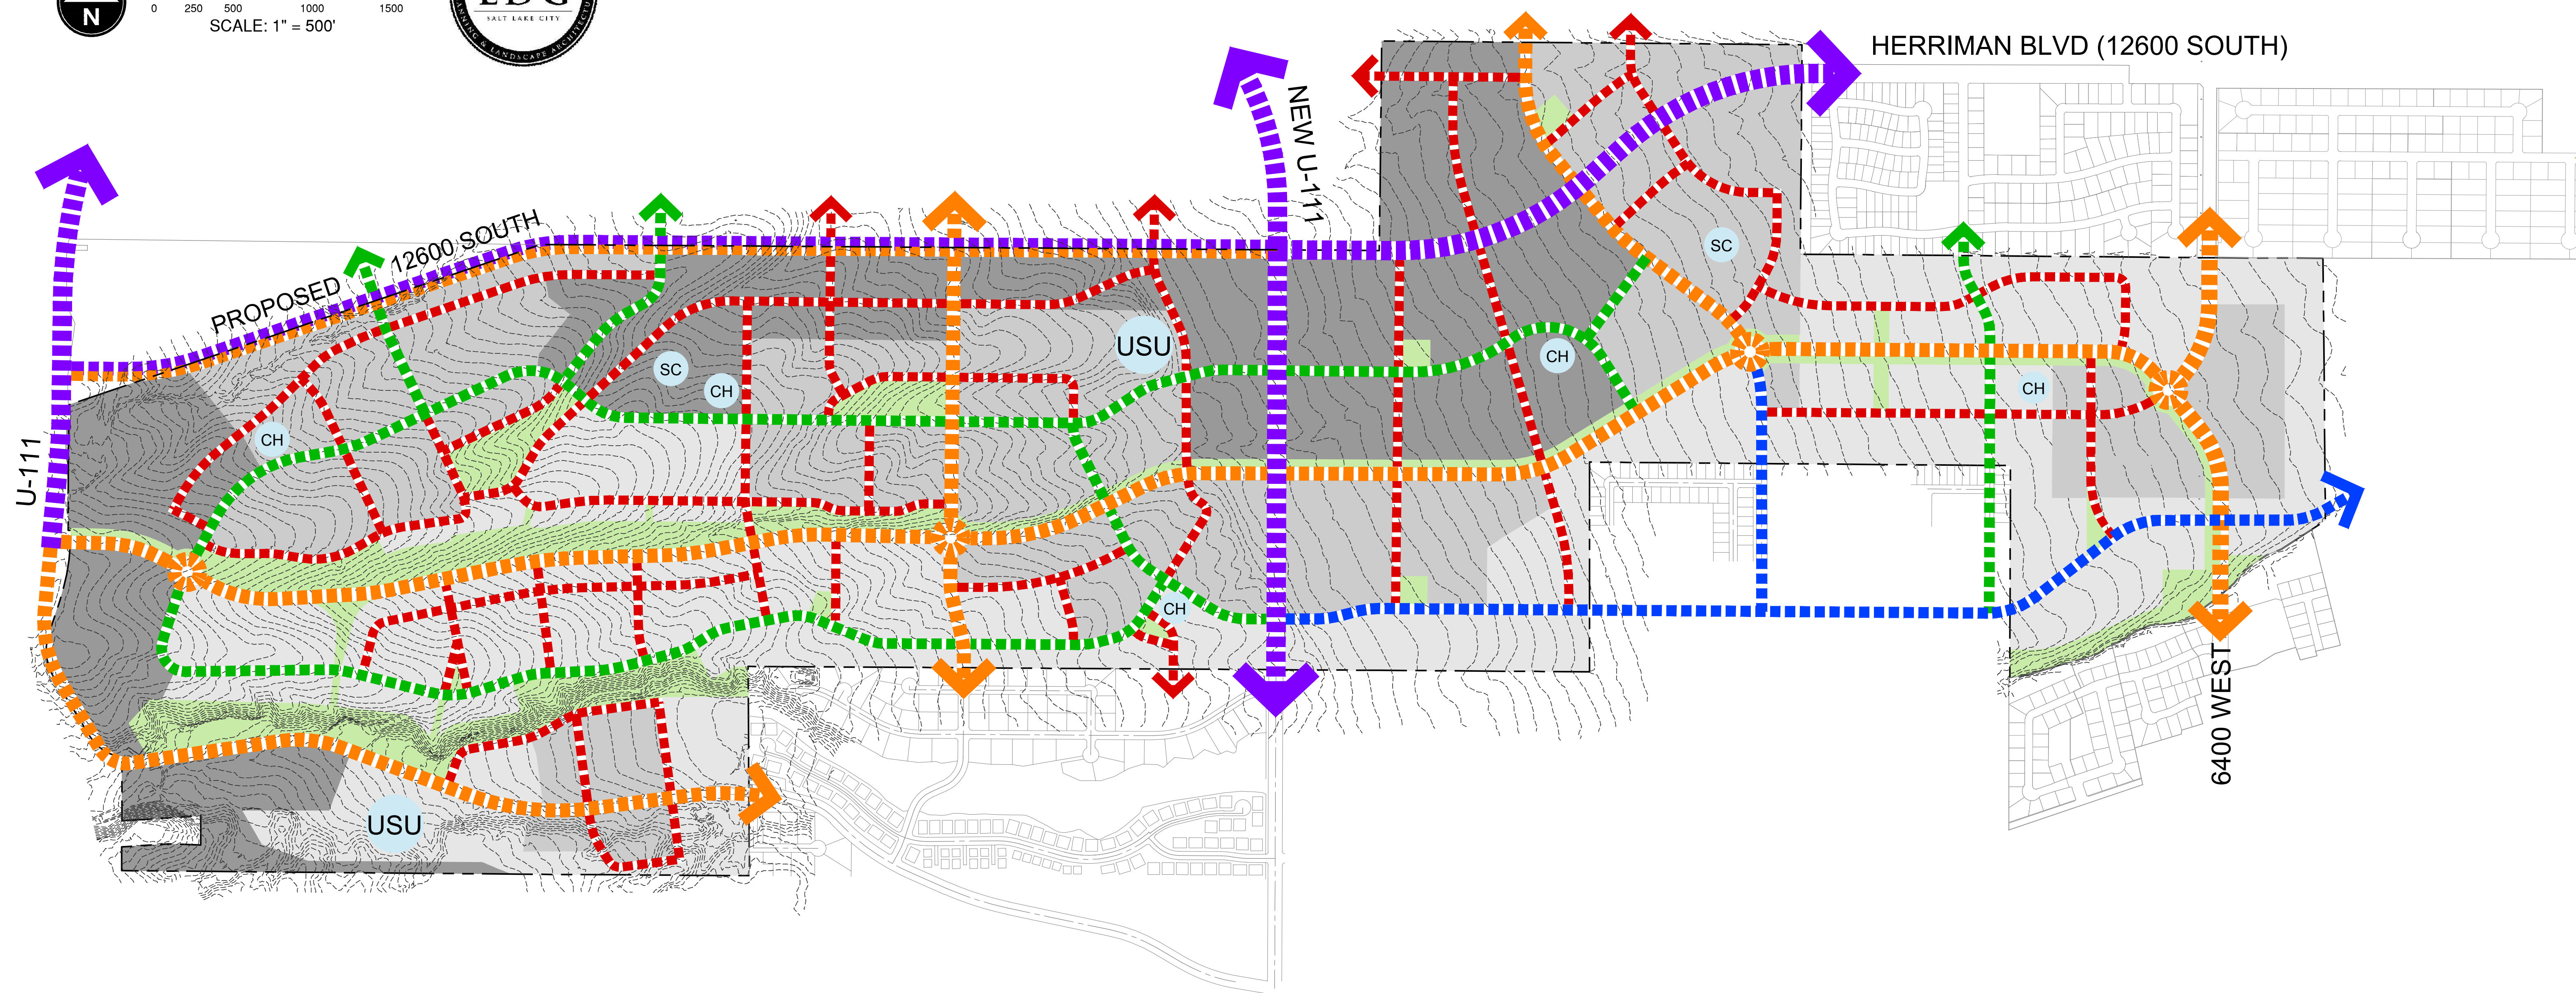 N
0 250 500 1000 1500
SCALE: 1" = 500'
SALT LAKE CITY
& LANDSCAPE
HERRIMAN BLVD (12600 SOUTH)
NEW U-111
PROPOSED 12600 SOUTH
U-111
SC
USU
SC
CH
CH
CH
CH
CH
USU
6400 WEST